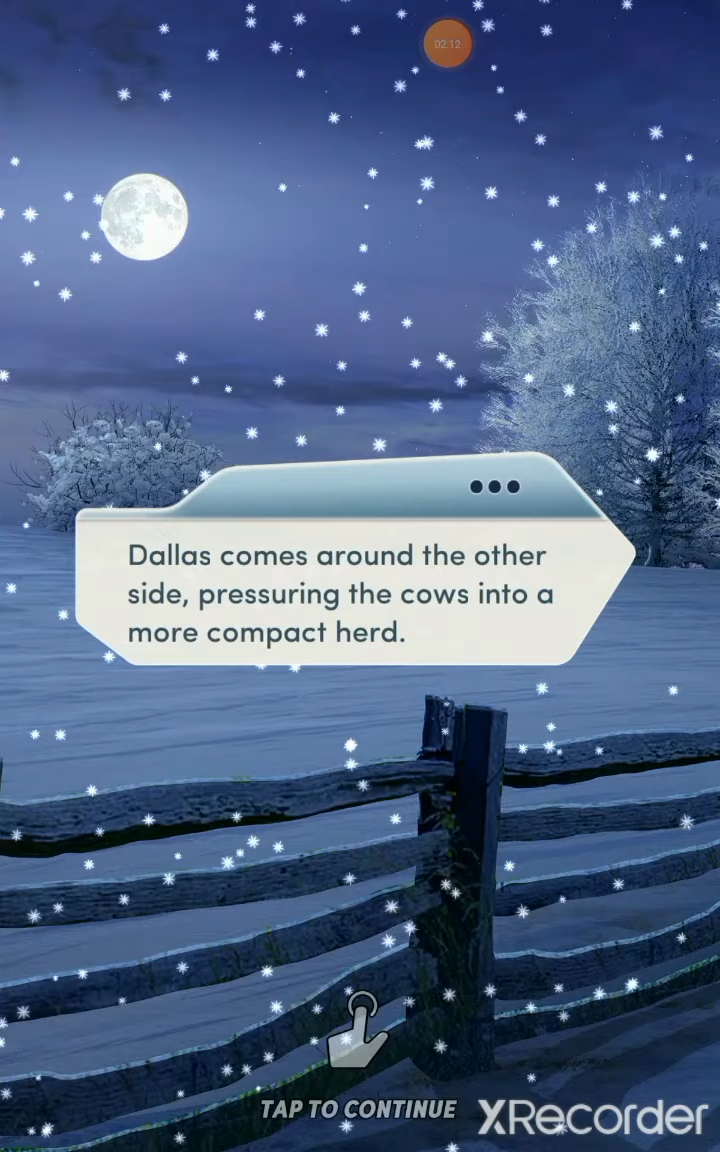 02:12
Dallas comes around the other
side, pressuring the cows into a
more compact herd.
TAP TO CONTINUE
XRecorder